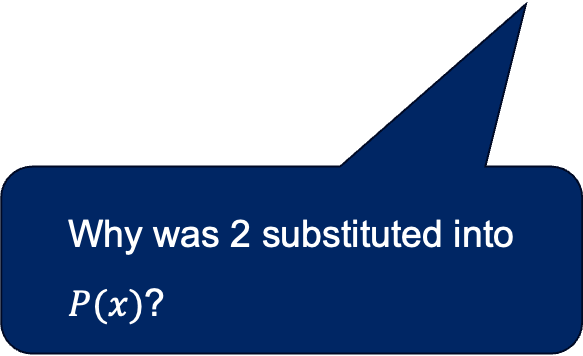 Why was 2 substituted into
P(x)?